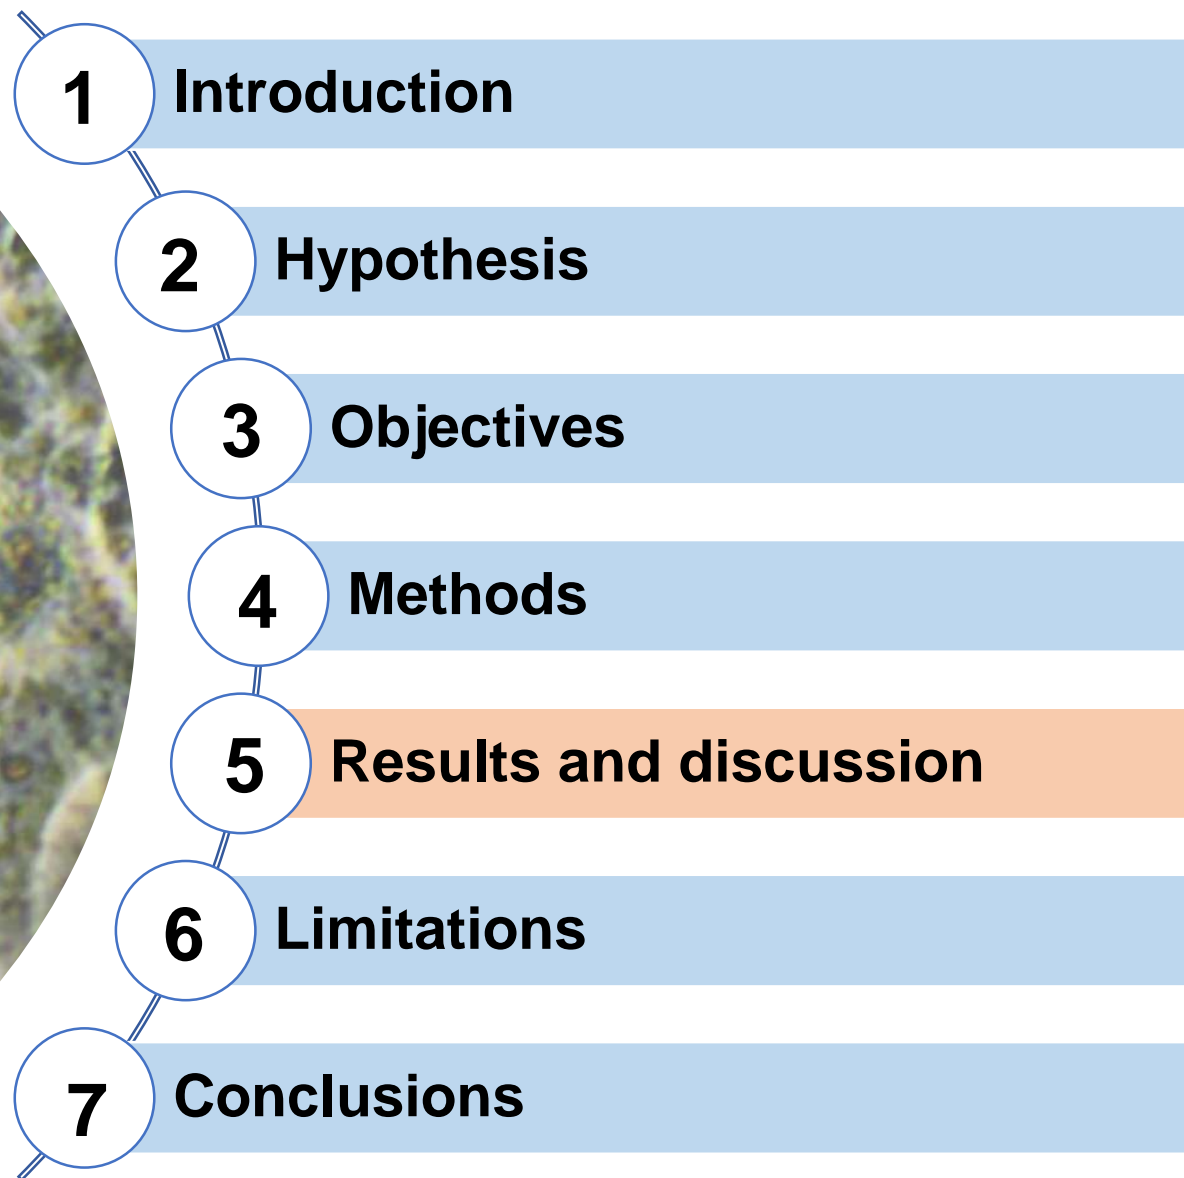 1 Introduction
2 Hypothesis
3 Objectives
4 Methods
5 Results and discussion
6 Limitations
7 Conclusions